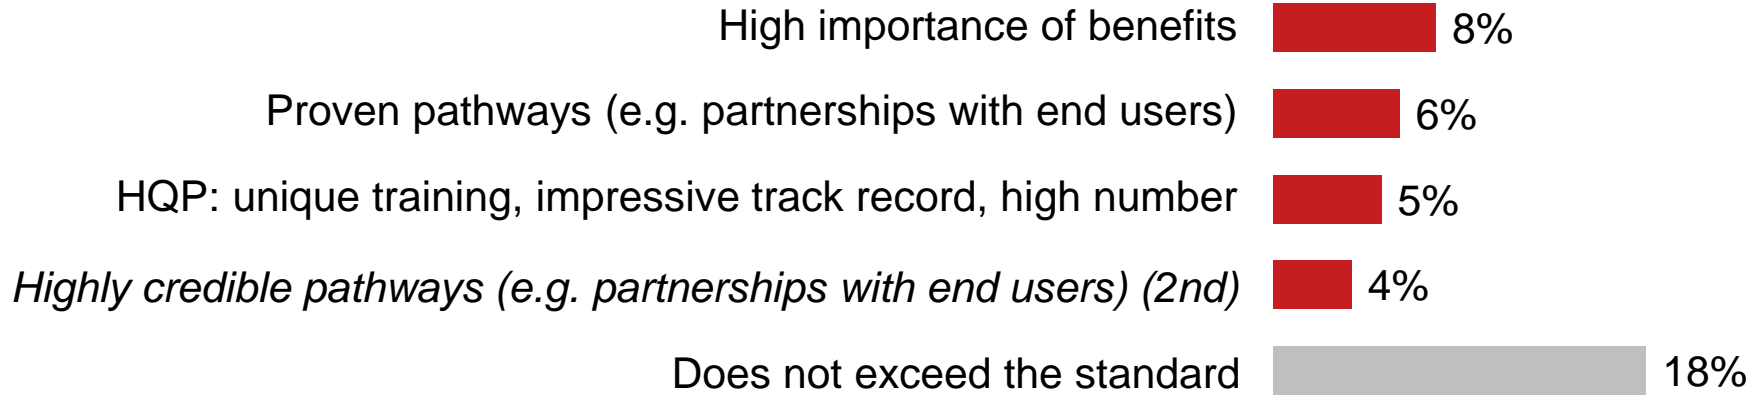 High importance of benefits 8%
Proven pathways (e.g. partnerships with end users) 6%
HQP: unique training, impressive track record, high number 5%
Highly credible pathways (e.g. partnerships with end users) (2nd) 4%
Does not exceed the standard 18%